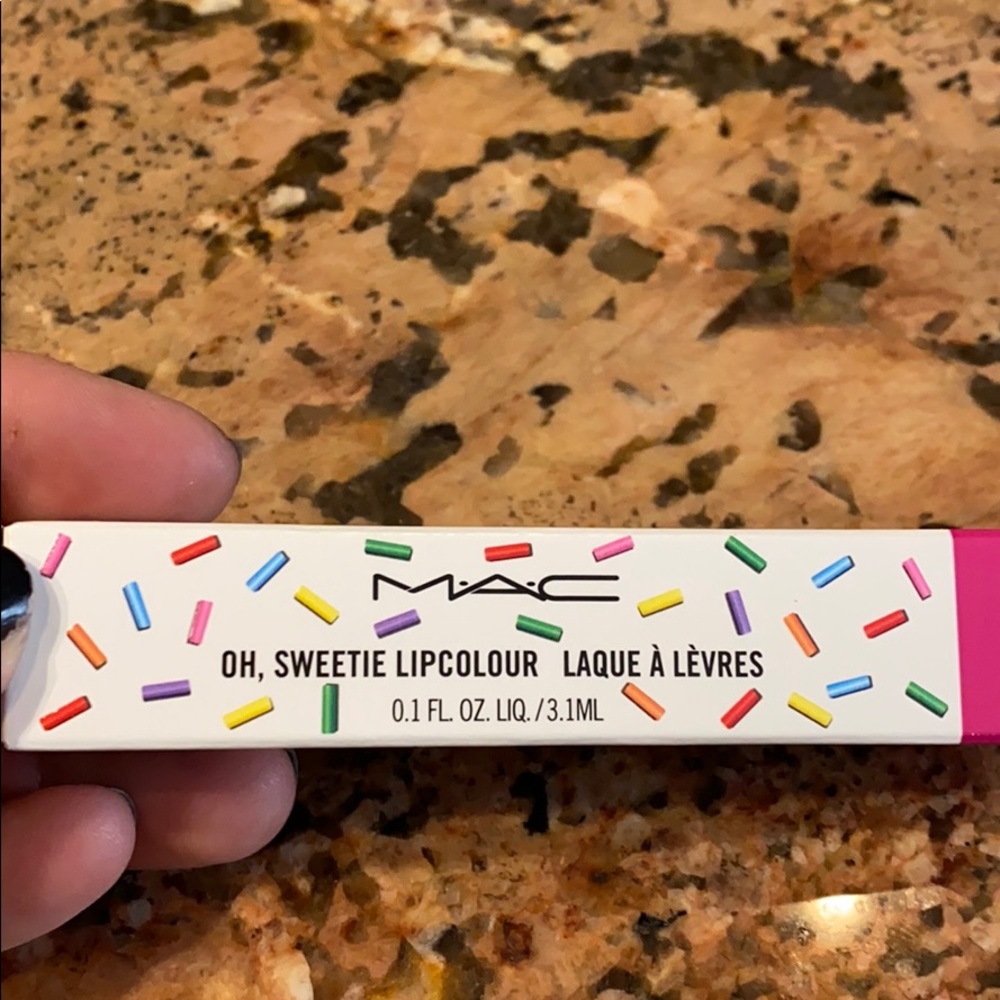 M·A·C
OH, SWEETIE LIPCOLOUR LAQUE À LÈVRES
0.1 FL. OZ. LIQ. / 3.1ML